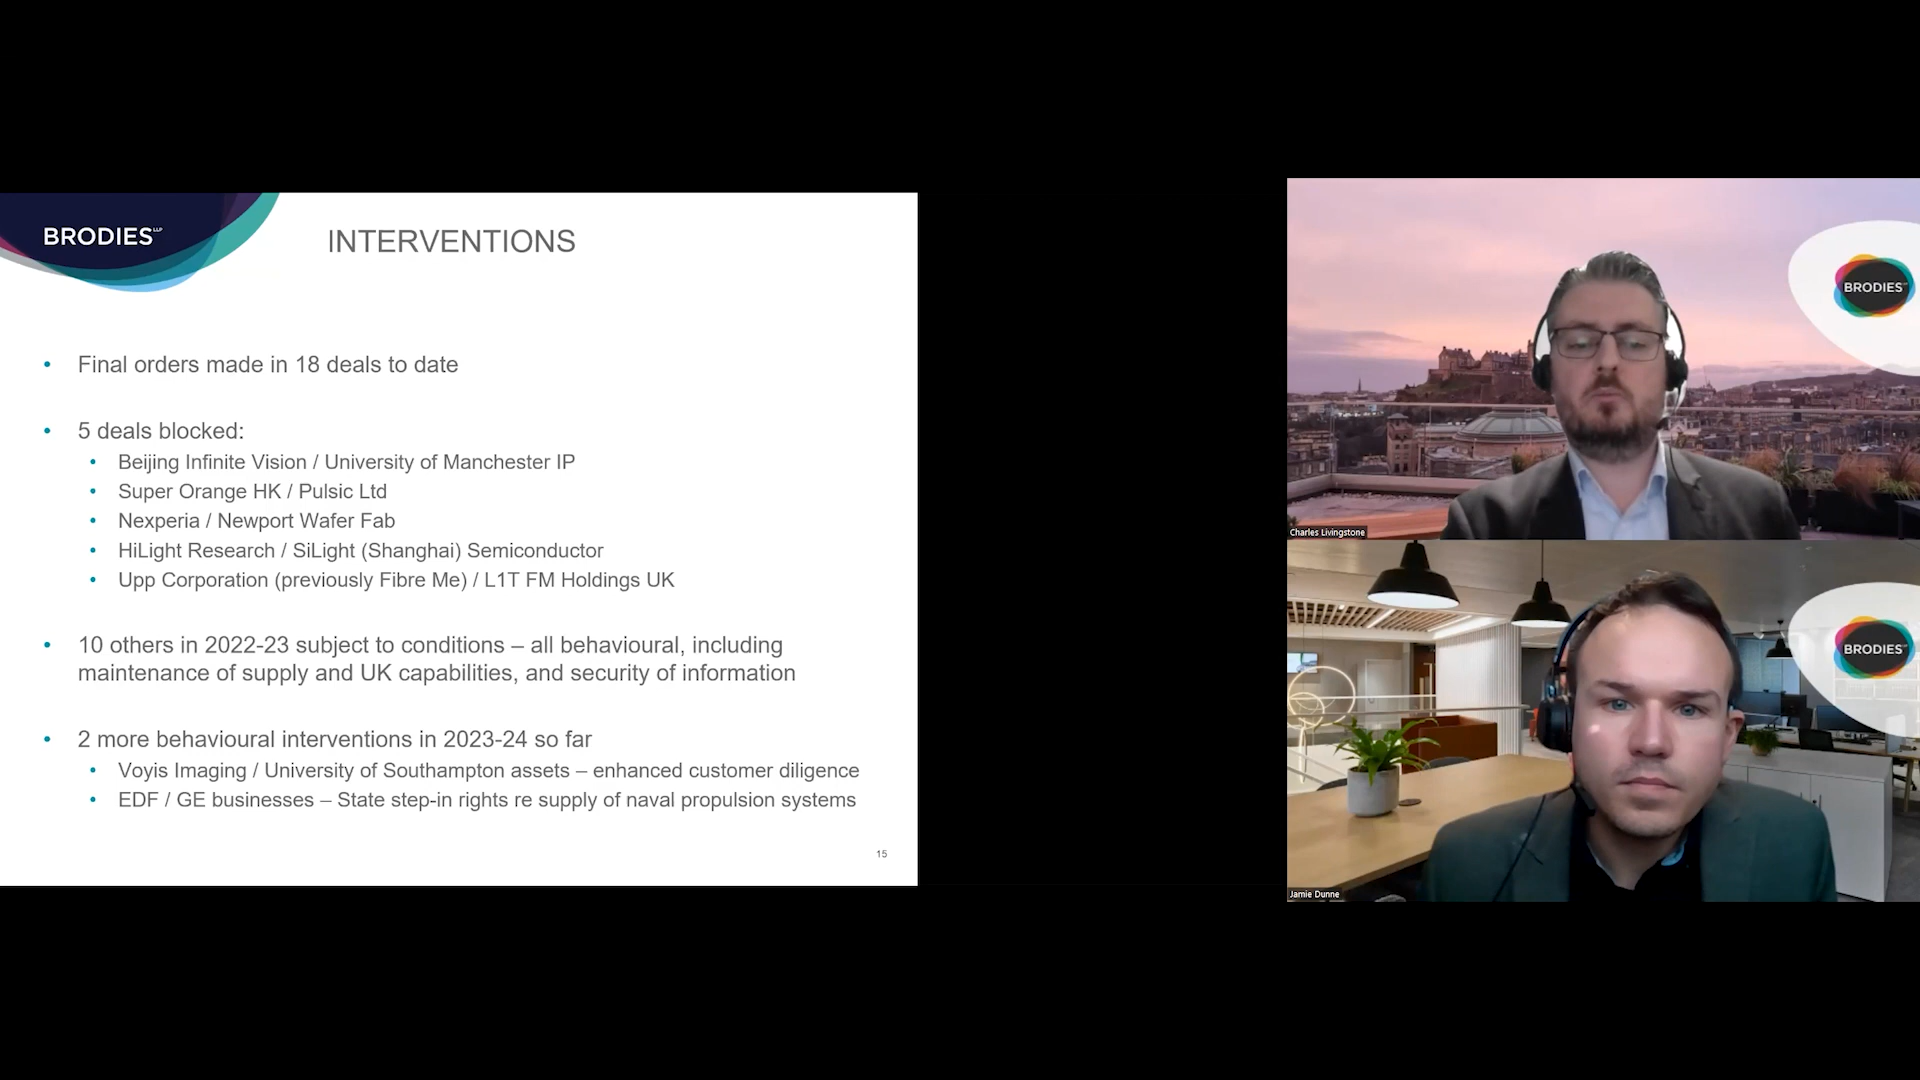 BRODIES LLP
INTERVENTIONS
• Final orders made in 18 deals to date
• 5 deals blocked:
• Beijing Infinite Vision / University of Manchester IP
• Super Orange HK / Pulsic Ltd
• Nexperia / Newport Wafer Fab
• HiLight Research / SiLight (Shanghai) Semiconductor
• Upp Corporation (previously Fibre Me) / L1T FM Holdings UK
• 10 others in 2022-23 subject to conditions – all behavioural, including
maintenance of supply and UK capabilities, and security of information
• 2 more behavioural interventions in 2023-24 so far
• Voyis Imaging / University of Southampton assets – enhanced customer diligence
• EDF / GE businesses – State step-in rights re supply of naval propulsion systems
15
BRODIES
Charles Livingstone
BRODIES
Jamie Dunne